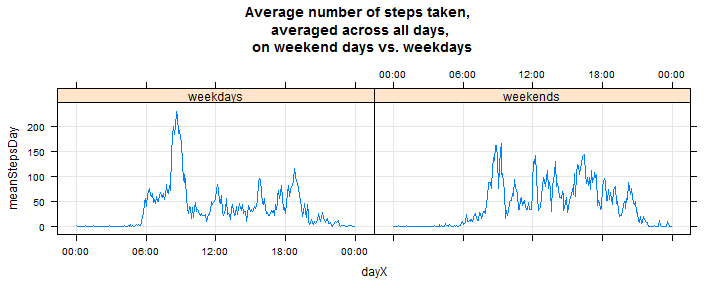 Average number of steps taken,
averaged across all days,
on weekend days vs. weekdays
00:00 06:00 12:00 18:00 00:00
weekdays weekends
200
150
100
50
0
meanStepsDay
00:00 06:00 12:00 18:00 00:00
dayX